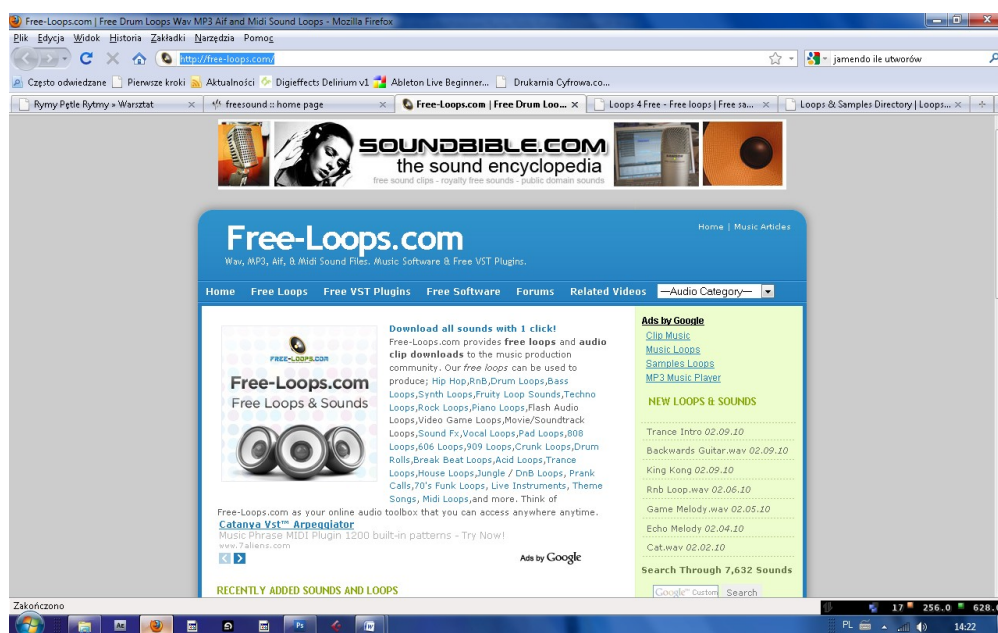 Free-Loops.com | Free Drum Loops Wav MP3 Aif and Midi Sound Loops - Mozilla Firefox
Plik Edycja Widok Historia Zakładki Narzędzia Pomoc
http://free-loops.com/
jamendo ile utworów
Często odwiedzane Pierwsze kroki Aktualności Digieffects Delirium v1 Ableton Live Beginner... Drukarnia Cyfrowa.co...
Rymy Pętle Rytmy » Warsztat freesound :: home page Free-Loops.com | Free Drum Loo... Loops 4 Free - Free loops | Free sa... Loops & Samples Directory | Loops...
SOUNDBIBLE.COM
the sound encyclopedia
free sound clips - royalty free sounds - public domain sounds
Free-Loops.com
Home | Music Articles
Wav, MP3, Aif, & Midi Sound Files. Music Software & Free VST Plugins.
Home Free Loops Free VST Plugins Free Software Forums Related Videos —Audio Category—
FREE-LOOPS.COM
Free-Loops.com
Free Loops & Sounds
Download all sounds with 1 click!
Free-Loops.com provides free loops and audio
clip downloads to the music production
community. Our free loops can be used to
produce; Hip Hop,RnB,Drum Loops,Bass
Loops,Synth Loops,Fruity Loop Sounds,Techno
Loops,Rock Loops,Piano Loops,Flash Audio
Loops,Video Game Loops,Movie/Soundtrack
Loops,Sound Fx,Vocal Loops,Pad Loops,808
Loops,606 Loops,909 Loops,Crunk Loops,Drum
Rolls,Break Beat Loops,Acid Loops,Trance
Loops,House Loops,Jungle / DnB Loops, Prank
Calls,70's Funk Loops, Live Instruments, Theme
Songs, Midi Loops,and more. Think of
Free-Loops.com as your online audio toolbox that you can access anywhere anytime.
Catanya Vst™ Arpeggiator
Music Phrase MIDI Plugin 1200 built-in patterns - Try Now!
www.7aliens.com
Ads by Google
RECENTLY ADDED SOUNDS AND LOOPS
Ads by Google
Clip Music
Music Loops
Samples Loops
MP3 Music Player
NEW LOOPS & SOUNDS
Trance Intro 02.09.10
Backwards Guitar.wav 02.09.10
King Kong 02.09.10
Rnb Loop.wav 02.06.10
Game Melody.wav 02.05.10
Echo Melody 02.04.10
Cat.wav 02.02.10
Search Through 7,632 Sounds
Google™ Custom Search
Zakończono
17 256.0 628.
AE Ps W PL 14:22